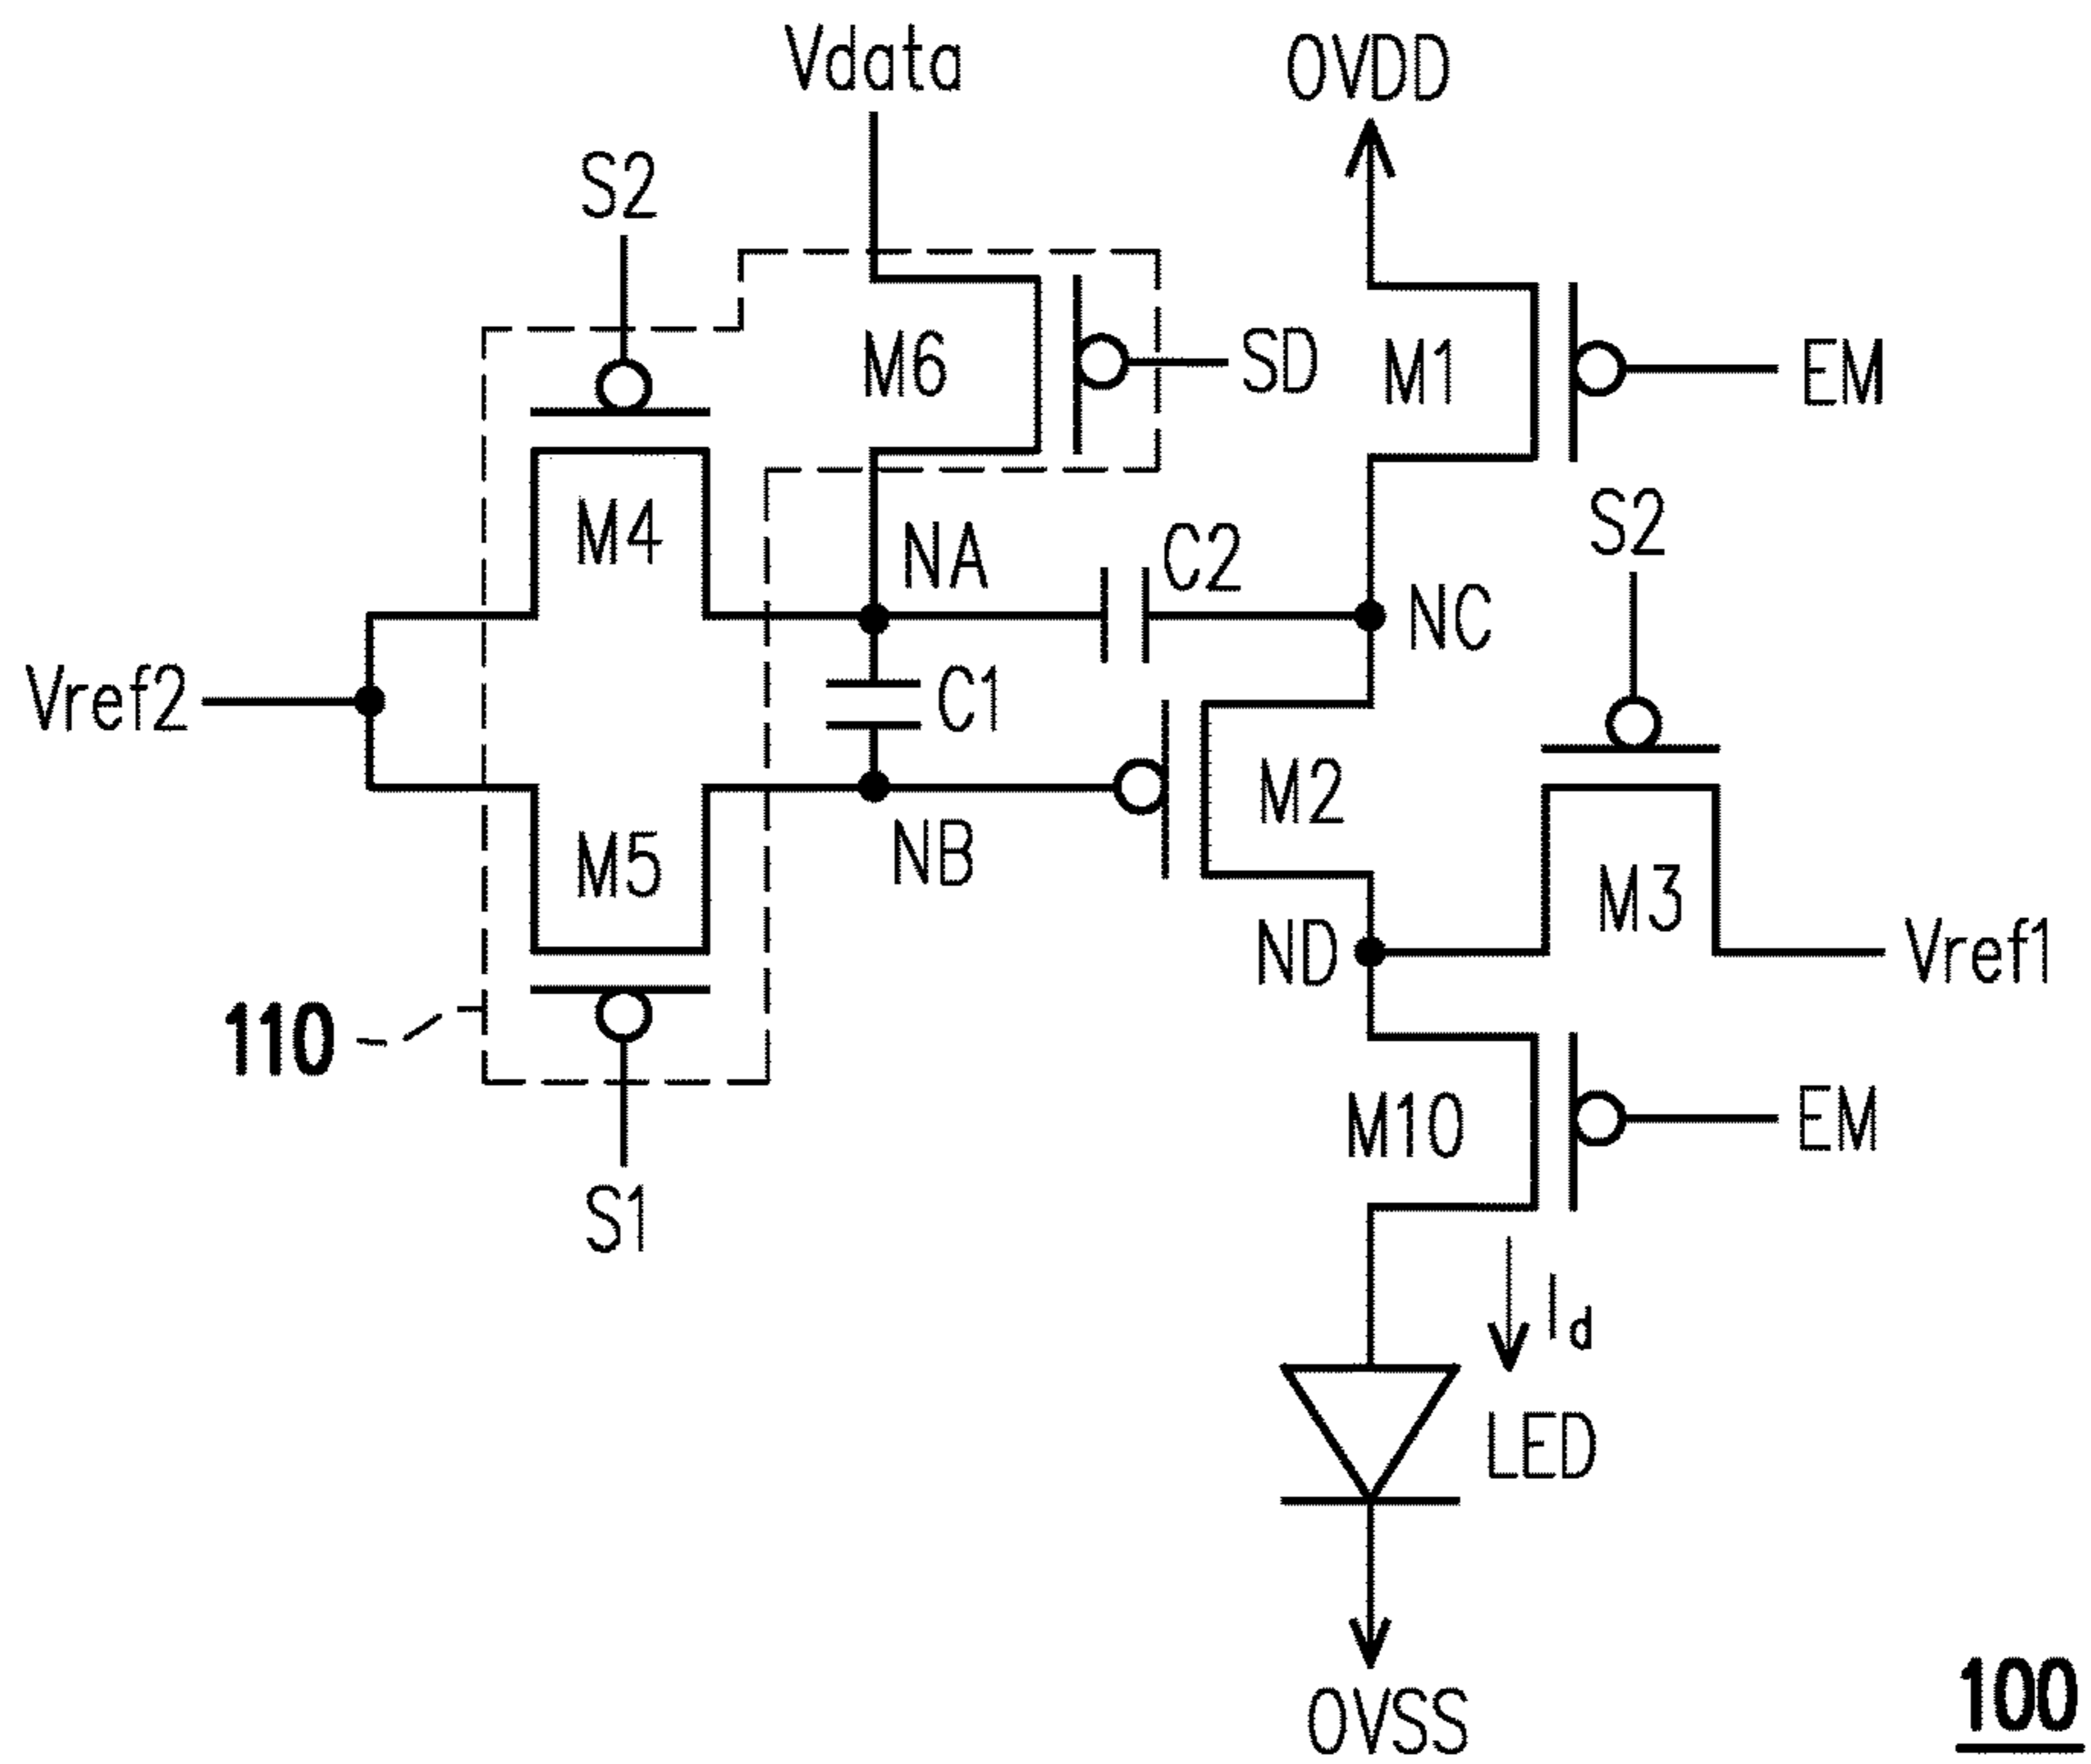 Vdata
OVDD
S2
M6
SD
M1
EM
M4
NA
C2
S2
NC
Vref2
C1
M2
M5
NB
M3
ND
Vref1
110
M10
EM
S1
Id
LED
OVSS
100